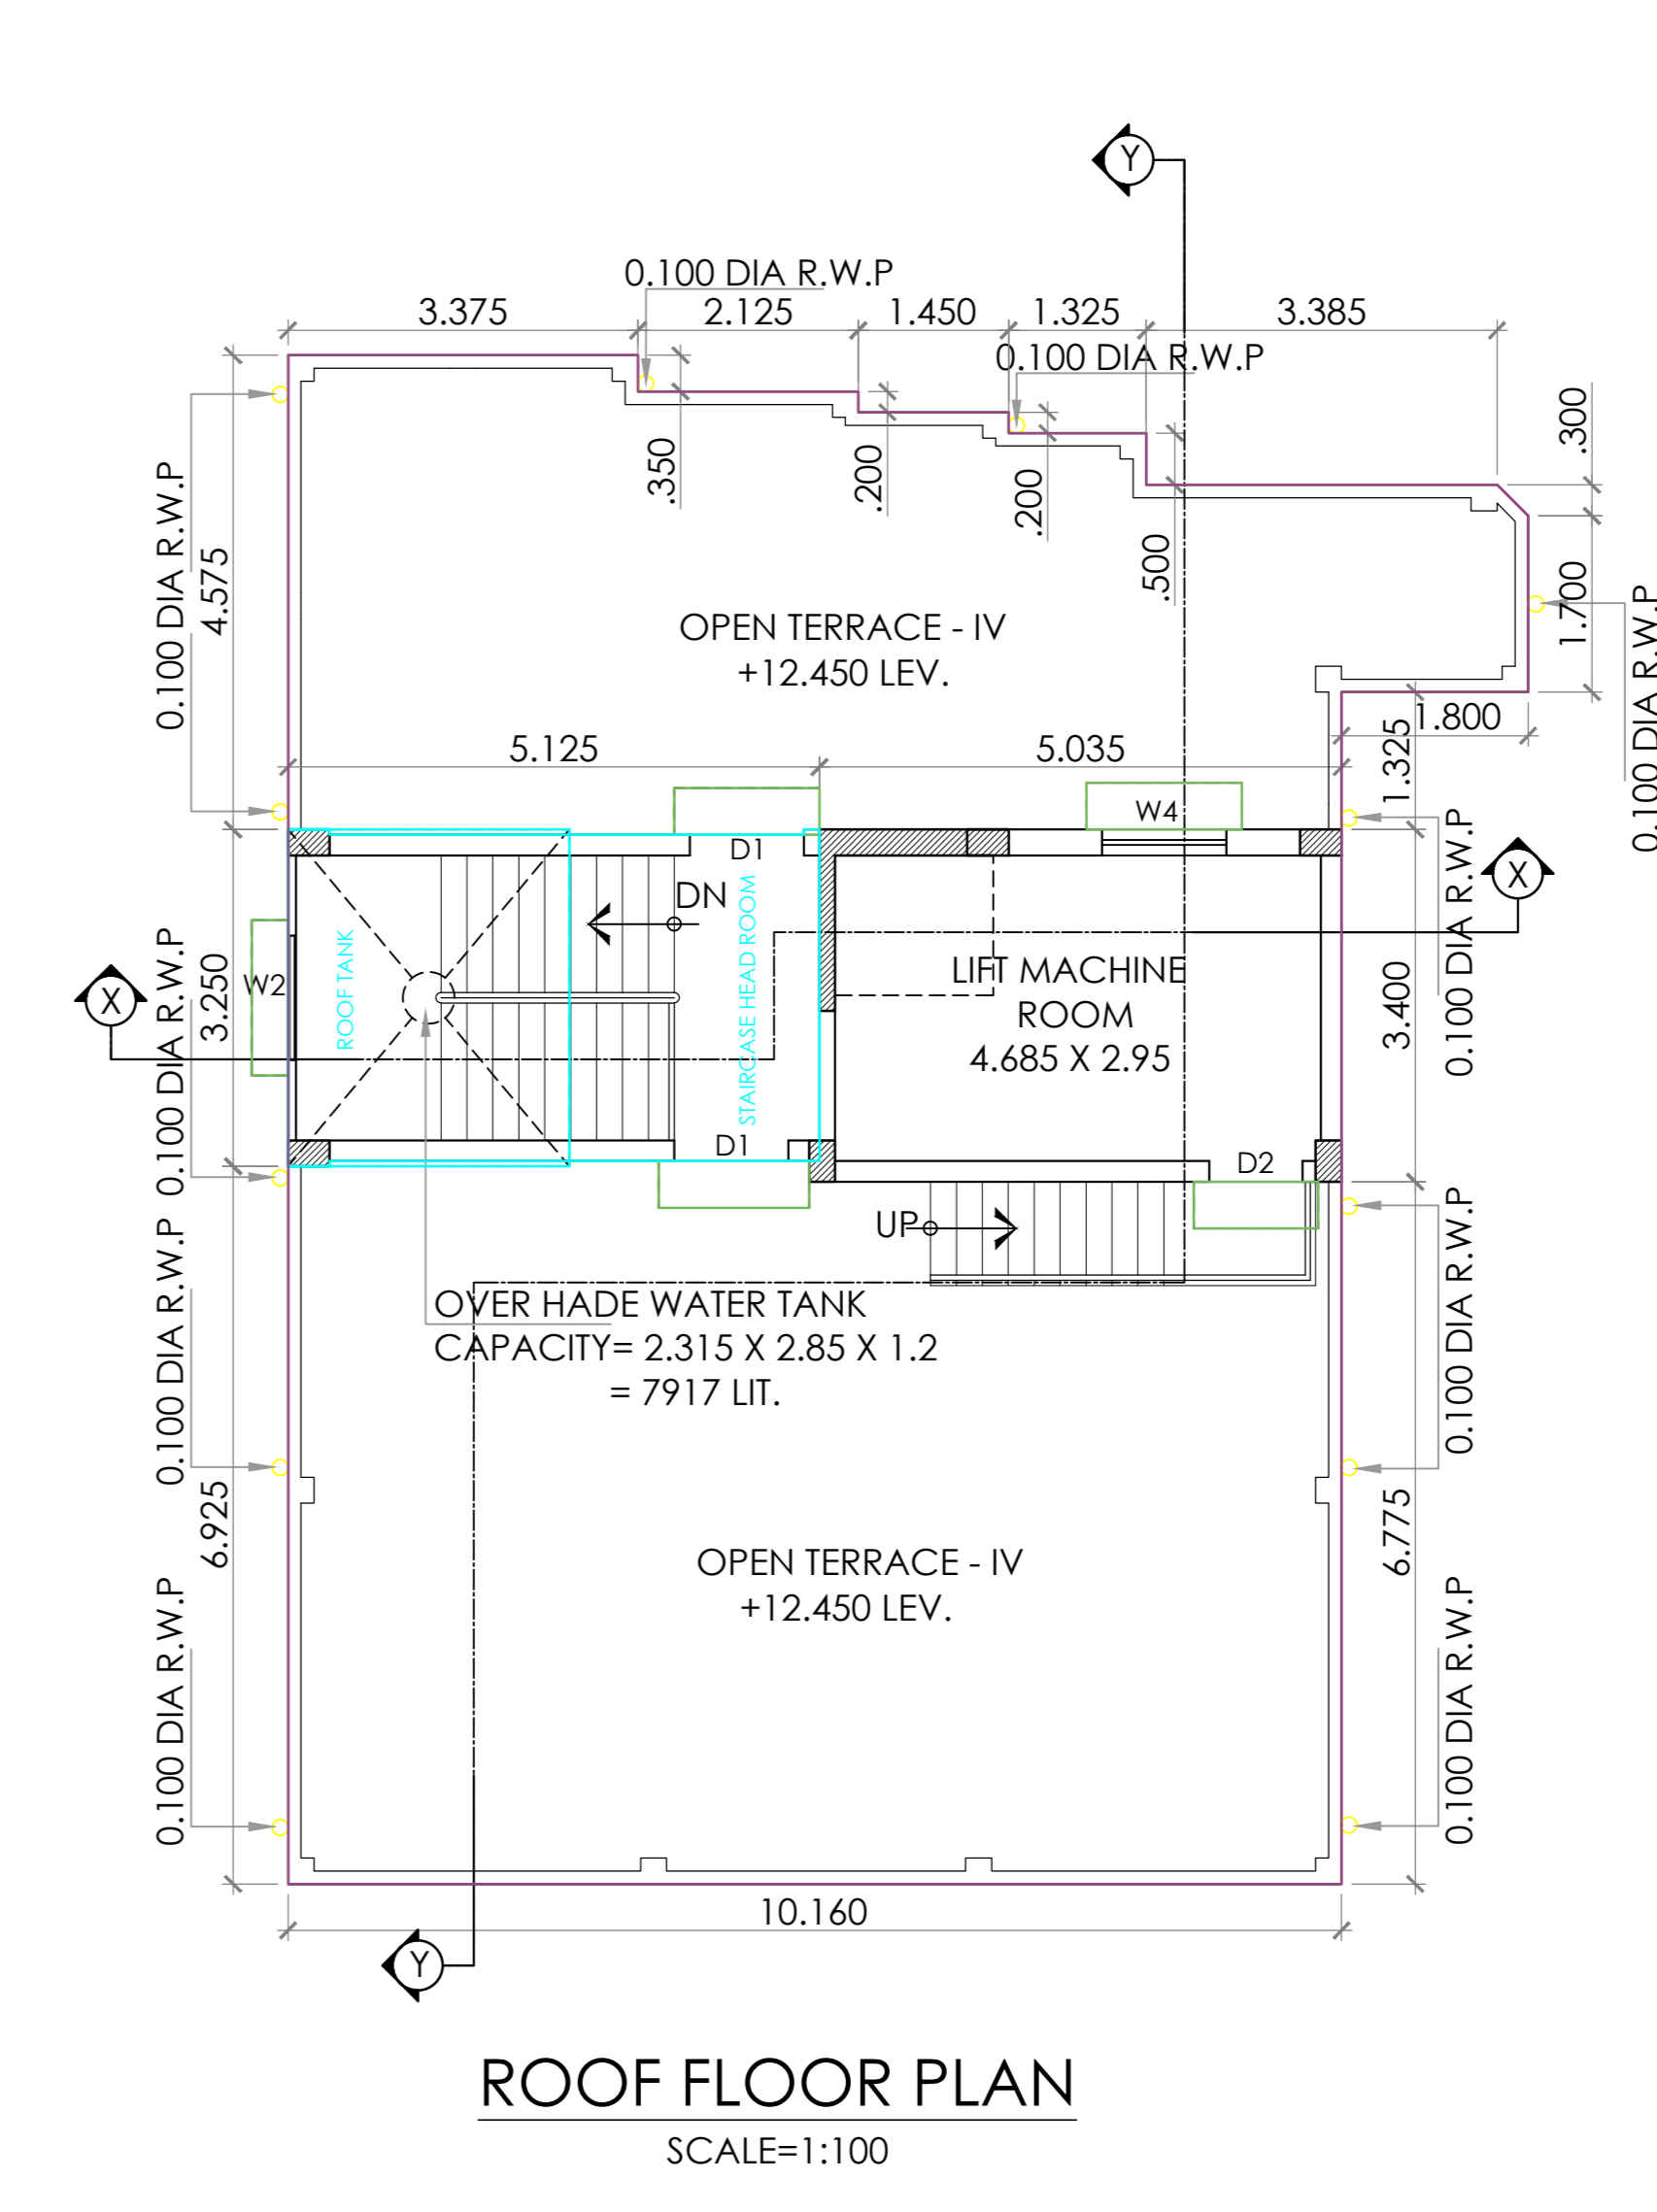 Y
0.100 DIA R.W.P
3.375
2.125
1.450
1.325
3.385
0.100 DIA R.W.P
.350
.200
.200
.500
.300
1.700
0.100 DIA R.W.P
4.575
0.100 DIA R.W.P
OPEN TERRACE - IV
+12.450 LEV.
1.800
1.325
5.125
5.035
W4
D1
DN
STAIRCASE HEAD ROOM
ROOF TANK
W2
X
X
3.250
0.100 DIA R.W.P
LIFT MACHINE
ROOM
4.685 X 2.95
3.400
0.100 DIA R.W.P
D1
D2
UP
OVER HADE WATER TANK
CAPACITY= 2.315 X 2.85 X 1.2
= 7917 LIT.
0.100 DIA R.W.P
0.100 DIA R.W.P
6.925
6.775
OPEN TERRACE - IV
+12.450 LEV.
0.100 DIA R.W.P
0.100 DIA R.W.P
10.160
Y
ROOF FLOOR PLAN
SCALE=1:100